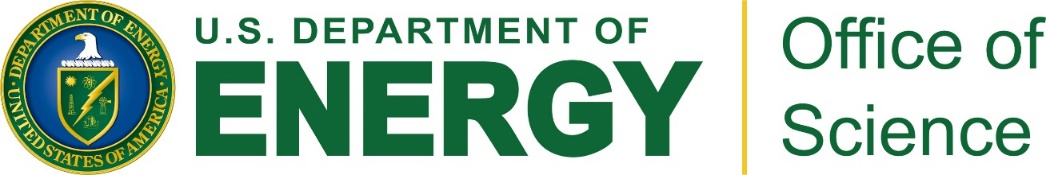 DEPARTMENT OF ENERGY
UNITED STATES OF AMERICA
U.S. DEPARTMENT OF
ENERGY
Office of
Science